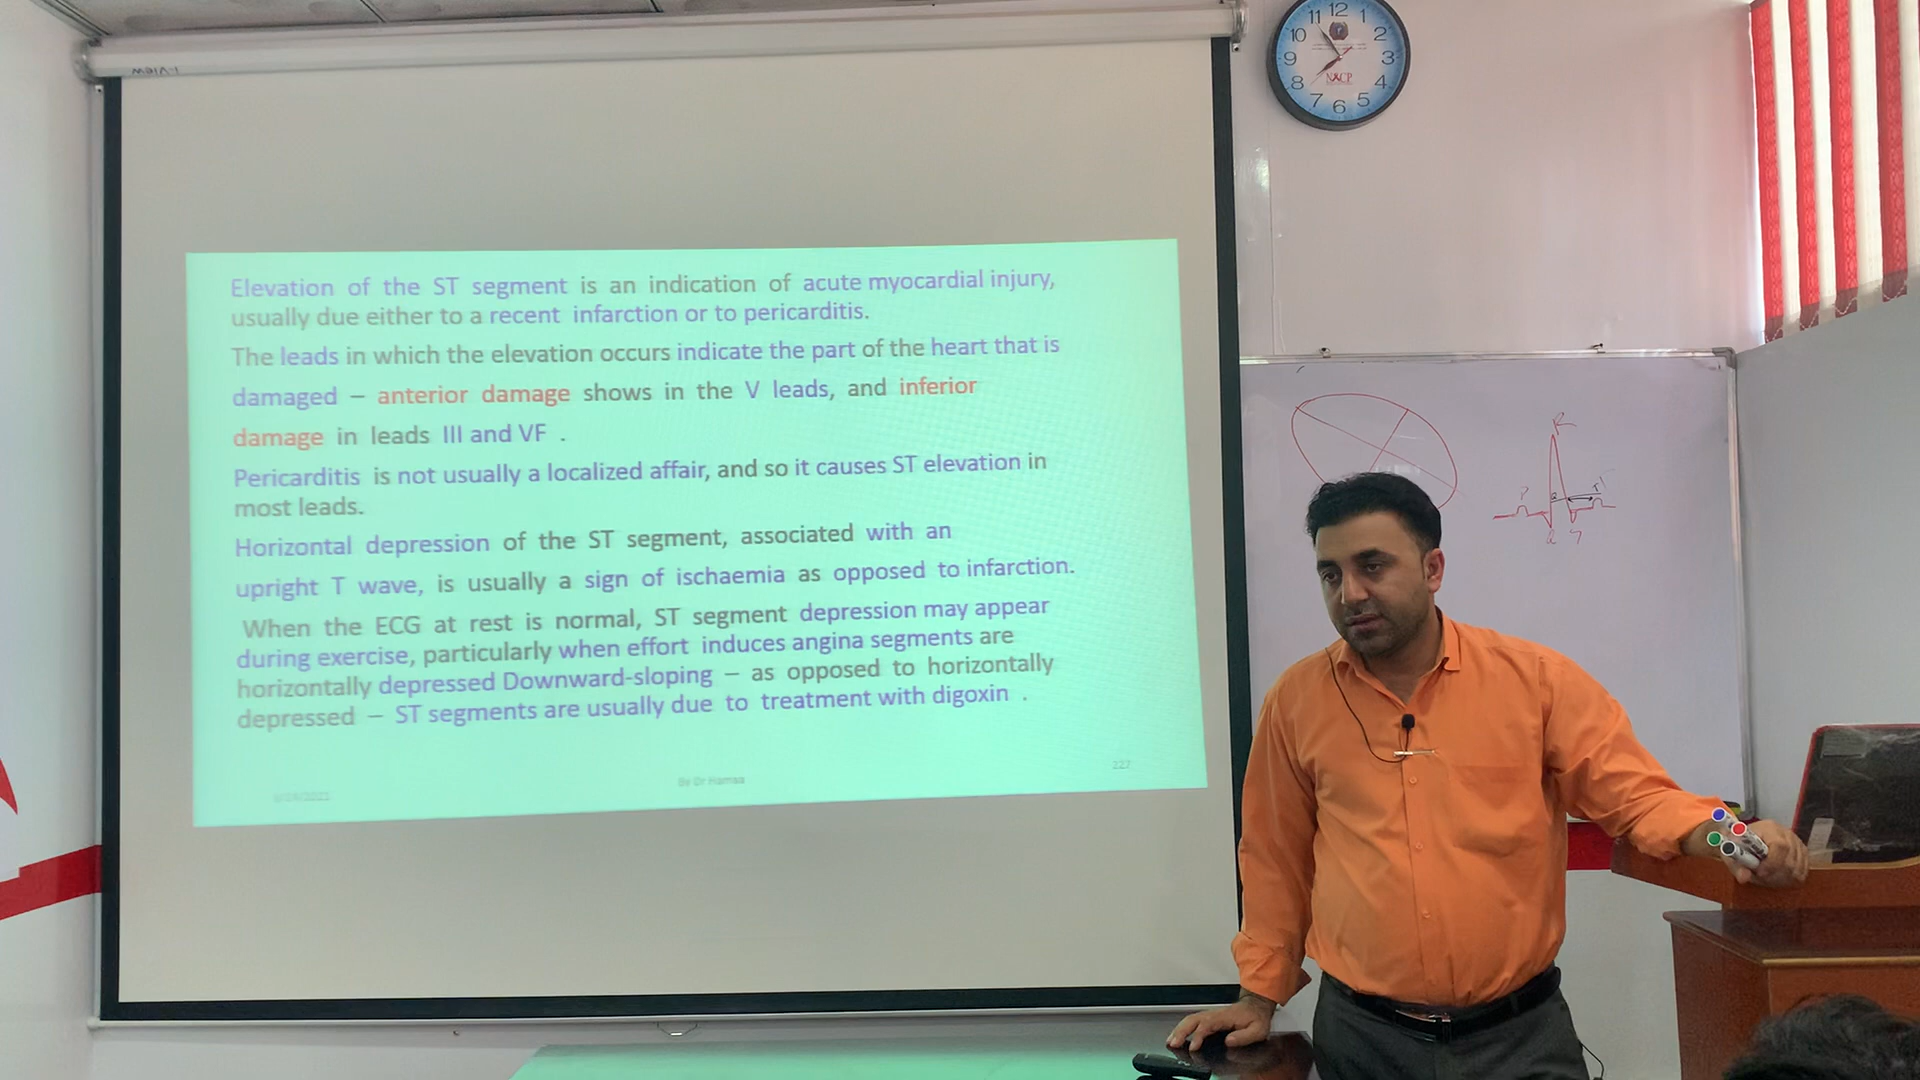 Elevation of the ST segment is an indication of acute myocardial injury,
usually due either to a recent infarction or to pericarditis.
The leads in which the elevation occurs indicate the part of the heart that is
damaged – anterior damage shows in the V leads, and inferior
damage in leads III and VF .
Pericarditis is not usually a localized affair, and so it causes ST elevation in
most leads.
Horizontal depression of the ST segment, associated with an
upright T wave, is usually a sign of ischaemia as opposed to infarction.
When the ECG at rest is normal, ST segment depression may appear
during exercise, particularly when effort induces angina segments are
horizontally depressed Downward-sloping – as opposed to horizontally
depressed – ST segments are usually due to treatment with digoxin .
By Dr Hamsa
227
I-VIEW
11 12 1
10 2
9 3
8 4
7 6 5
NACP
R
P
T
Q S